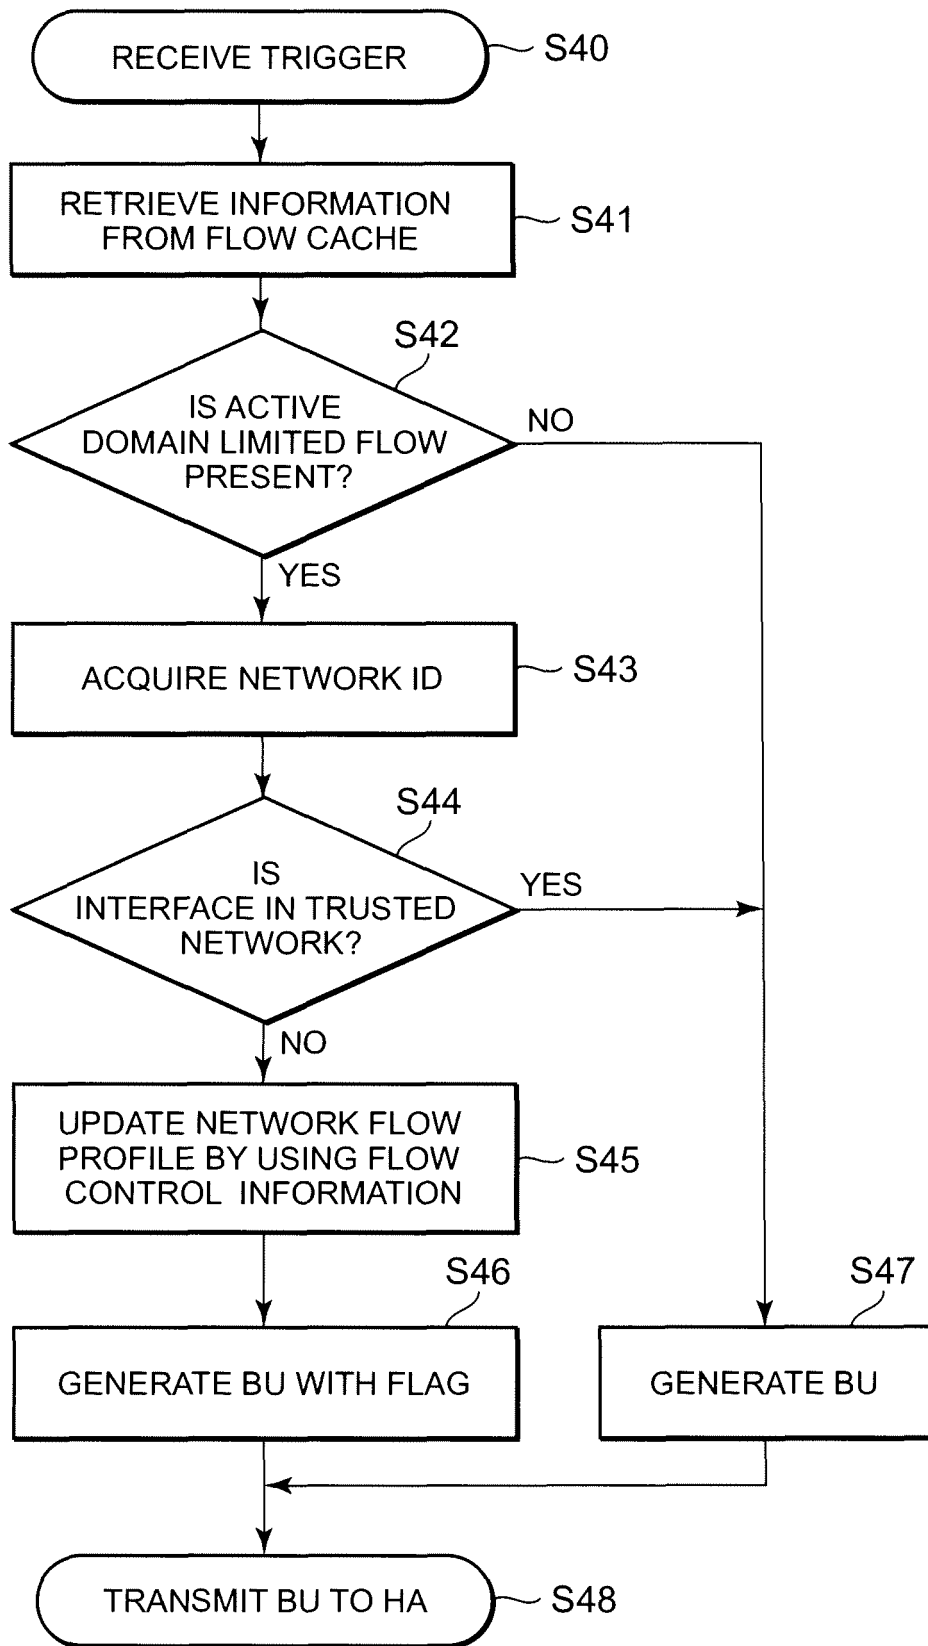 RECEIVE TRIGGER
S40
RETRIEVE INFORMATION
FROM FLOW CACHE
S41
S42
IS ACTIVE
DOMAIN LIMITED FLOW
PRESENT?
NO
YES
ACQUIRE NETWORK ID
S43
S44
IS
INTERFACE IN TRUSTED
NETWORK?
YES
NO
UPDATE NETWORK FLOW
PROFILE BY USING FLOW
CONTROL INFORMATION
S45
S46
GENERATE BU WITH FLAG
S47
GENERATE BU
TRANSMIT BU TO HA
S48